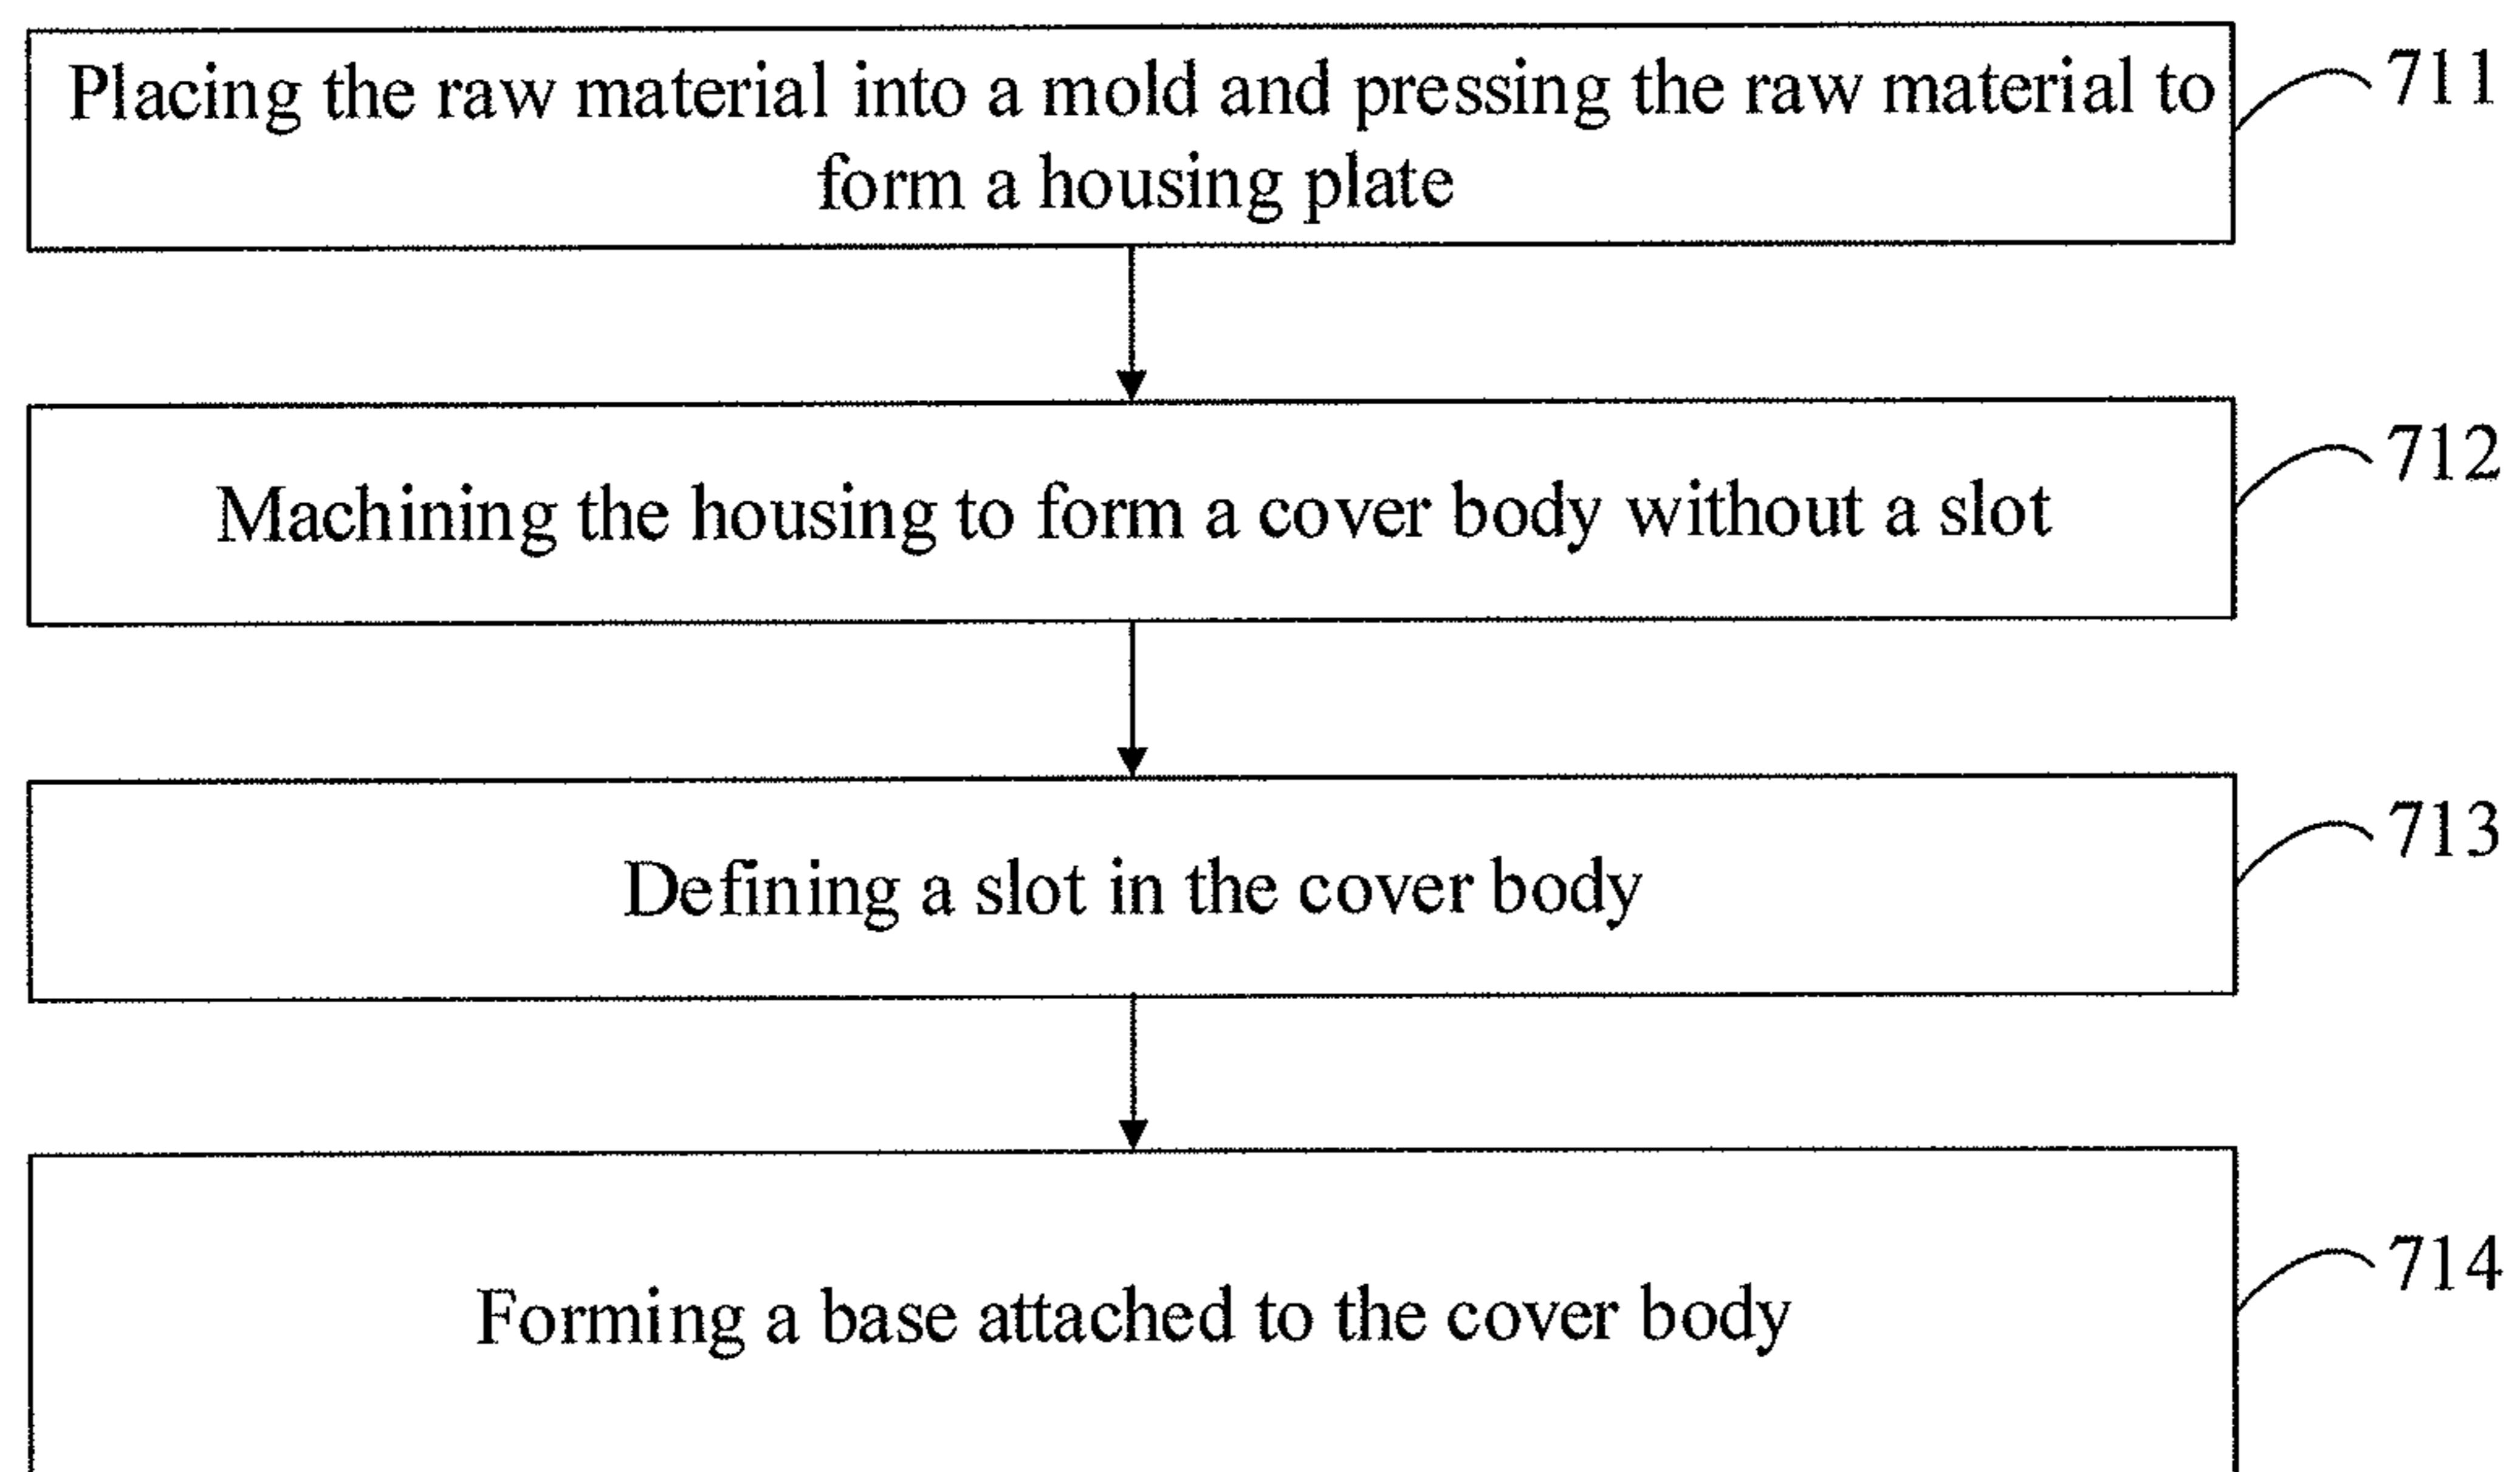 Placing the raw material into a mold and pressing the raw material to
form a housing plate
711
Machining the housing to form a cover body without a slot
712
Defining a slot in the cover body
713
Forming a base attached to the cover body
714